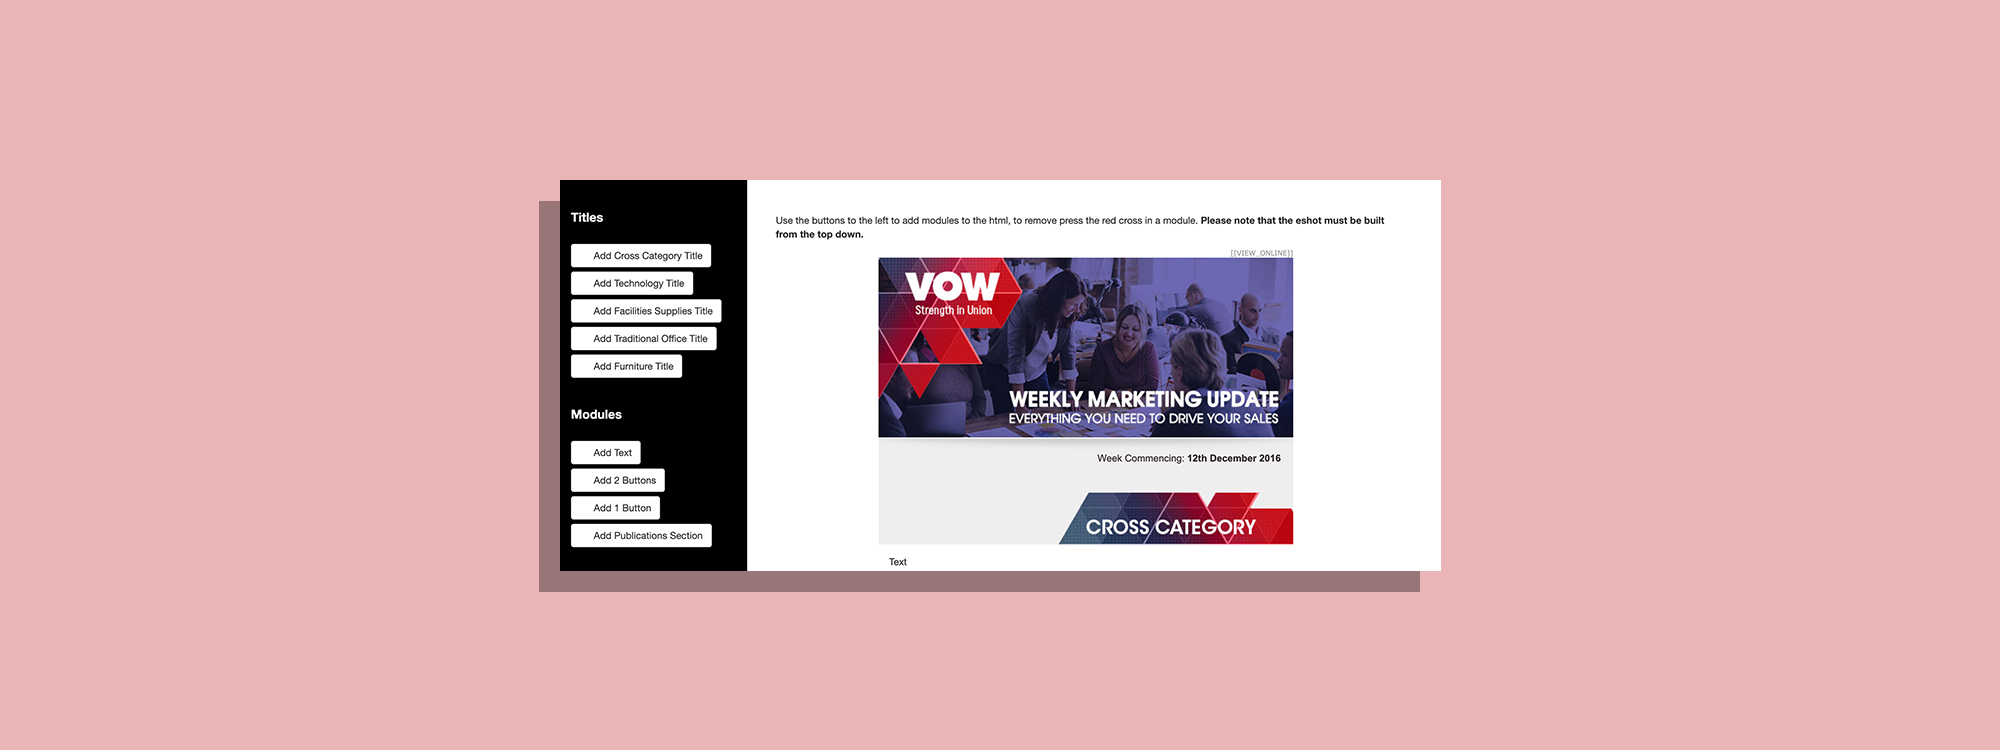 Titles
Add Cross Category Title
Add Technology Title
Add Facilities Supplies Title
Add Traditional Office Title
Add Furniture Title
Modules
Add Text
Add 2 Buttons
Add 1 Button
Add Publications Section
Use the buttons to the left to add modules to the html, to remove press the red cross in a module. Please note that the eshot must be built
from the top down.
[[VIEW_ONLINE]]
VOW
Strength in Union
WEEKLY MARKETING UPDATE
EVERYTHING YOU NEED TO DRIVE YOUR SALES
Week Commencing: 12th December 2016
CROSS CATEGORY
Text